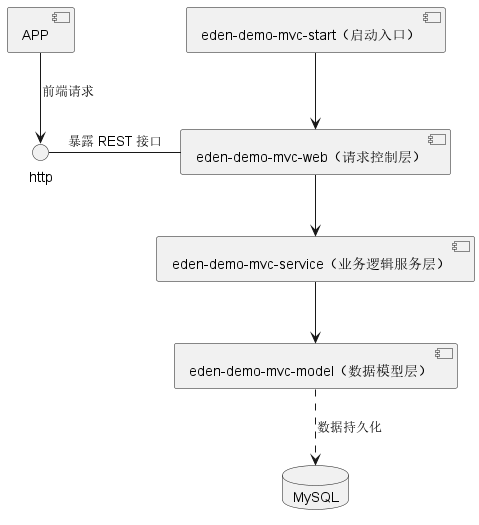 APP
eden-demo-mvc-start（启动入口）
前端请求
暴露 REST 接口
http
eden-demo-mvc-web（请求控制层）
eden-demo-mvc-service（业务逻辑服务层）
eden-demo-mvc-model（数据模型层）
数据持久化
MySQL